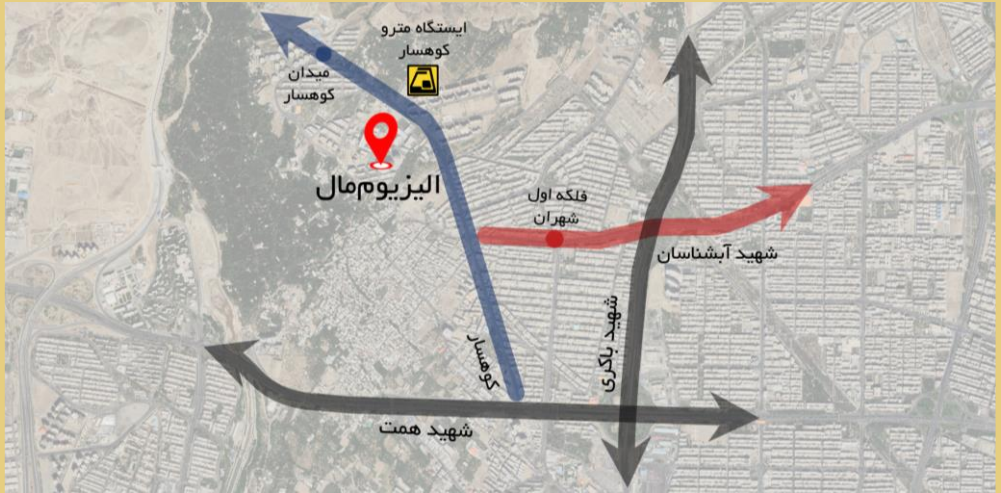 ایستگاه مترو
کوهسار
میدان
کوهسار
الیزیوم‌مال
فلکه اول
شهران
شهید آبشناسان
شهید باکری
کوهسار
شهید همت